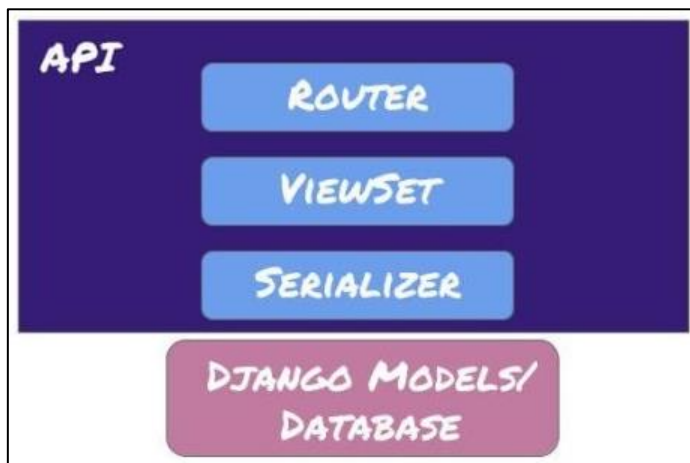 API
ROUTER
VIEWSET
SERIALIZER
DJANGO MODELS/
DATABASE